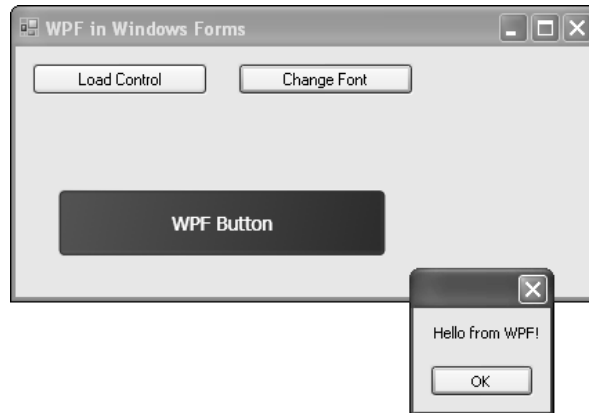 WPF in Windows Forms
Load Control
Change Font
WPF Button
Hello from WPF!
OK